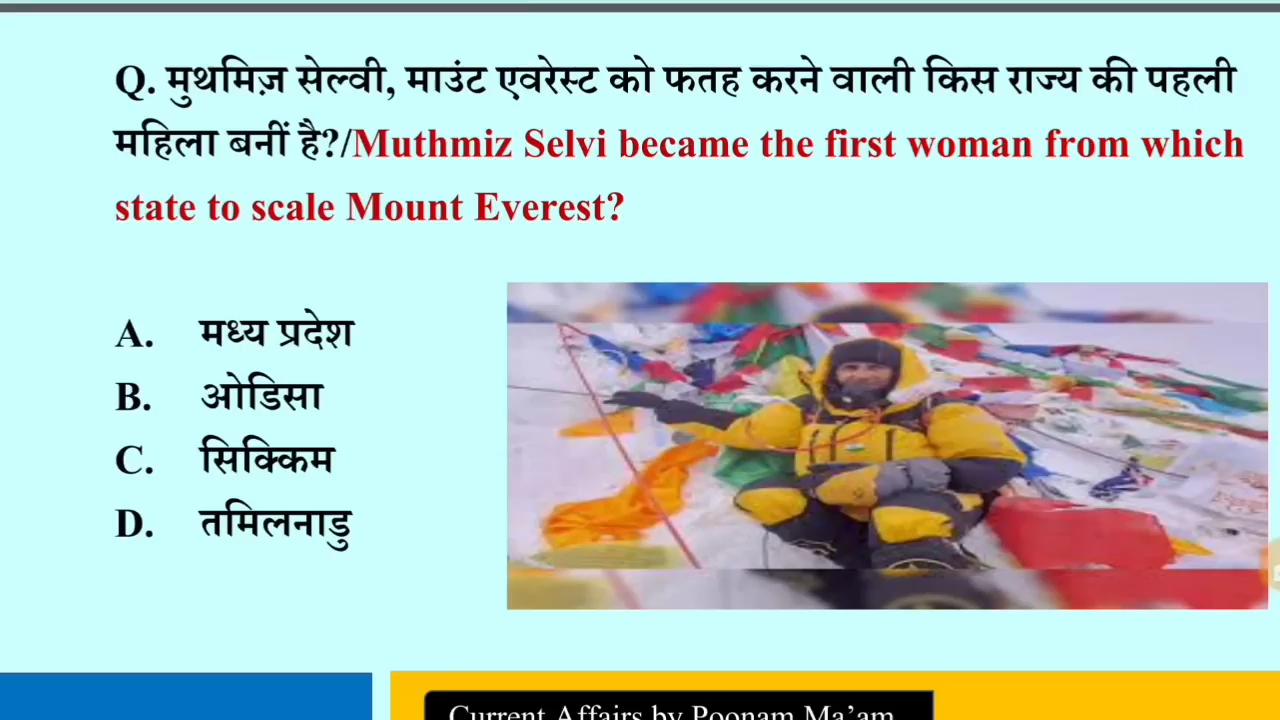 Q. मुथमिज़ सेल्वी, माउंट एवरेस्ट को फतह करने वाली किस राज्य की पहली
महिला बनीं है?/Muthmiz Selvi became the first woman from which
state to scale Mount Everest?
A. मध्य प्रदेश
B. ओडिसा
C. सिक्किम
D. तमिलनाडु
Current Affairs by Poonam Ma’am